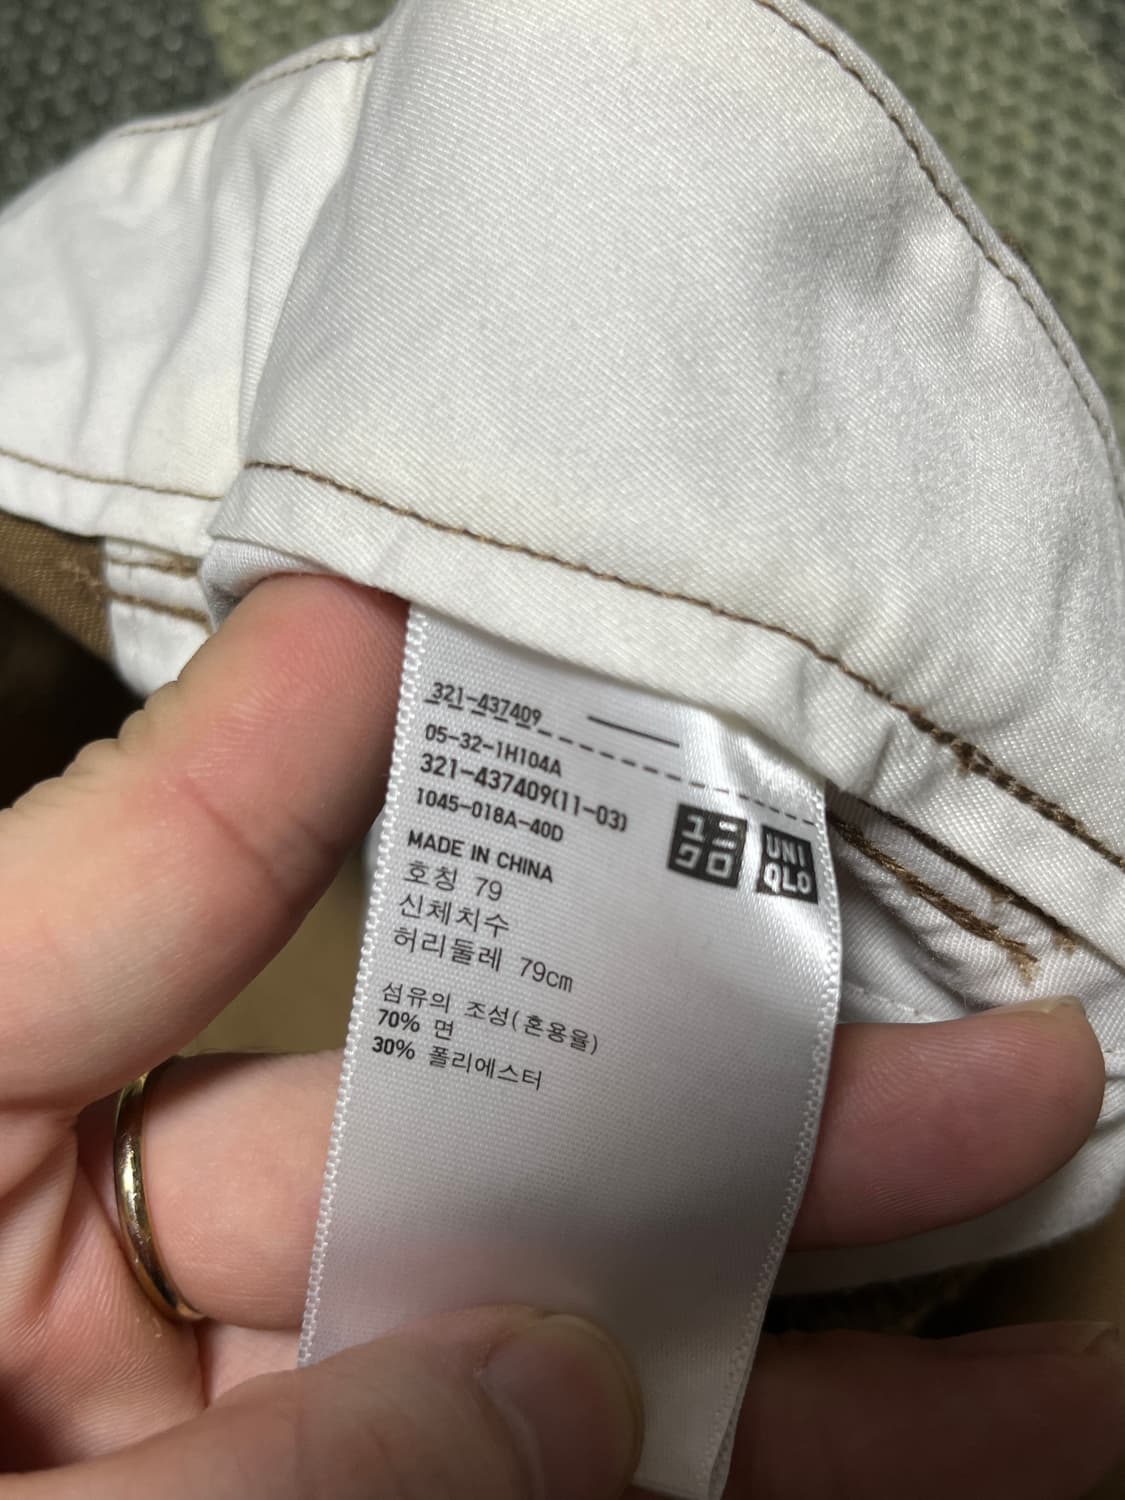 321-437409
05-32-1H104A
321-437409(11-03)
1045-018A-40D
MADE IN CHINA
호칭 79
신체치수
허리둘레 79cm
섬유의 조성(혼용율)
70% 면
30% 폴리에스터
ユニ
クロ
UNI
QLO